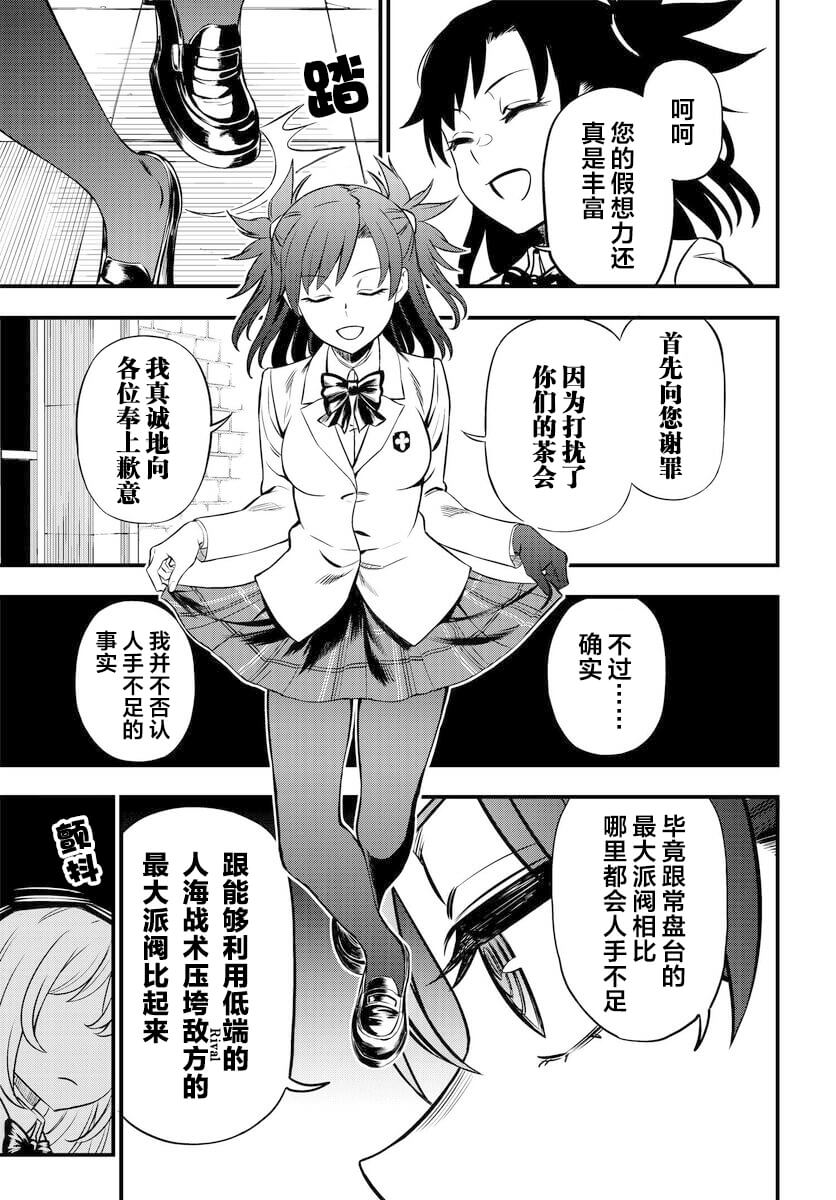 呵呵
您的假想力还
真是丰富
踏
首先向您谢罪
因为打扰了
你们的茶会
我真诚地向
各位奉上歉意
不过……
确实
我并不否认
人手不足的
事实
毕竟跟常盘台的
最大派阀相比
哪里都会人手不足
跟能够利用低端的
人海战术压垮敌方的
Rival
最大派阀比起来
颤抖